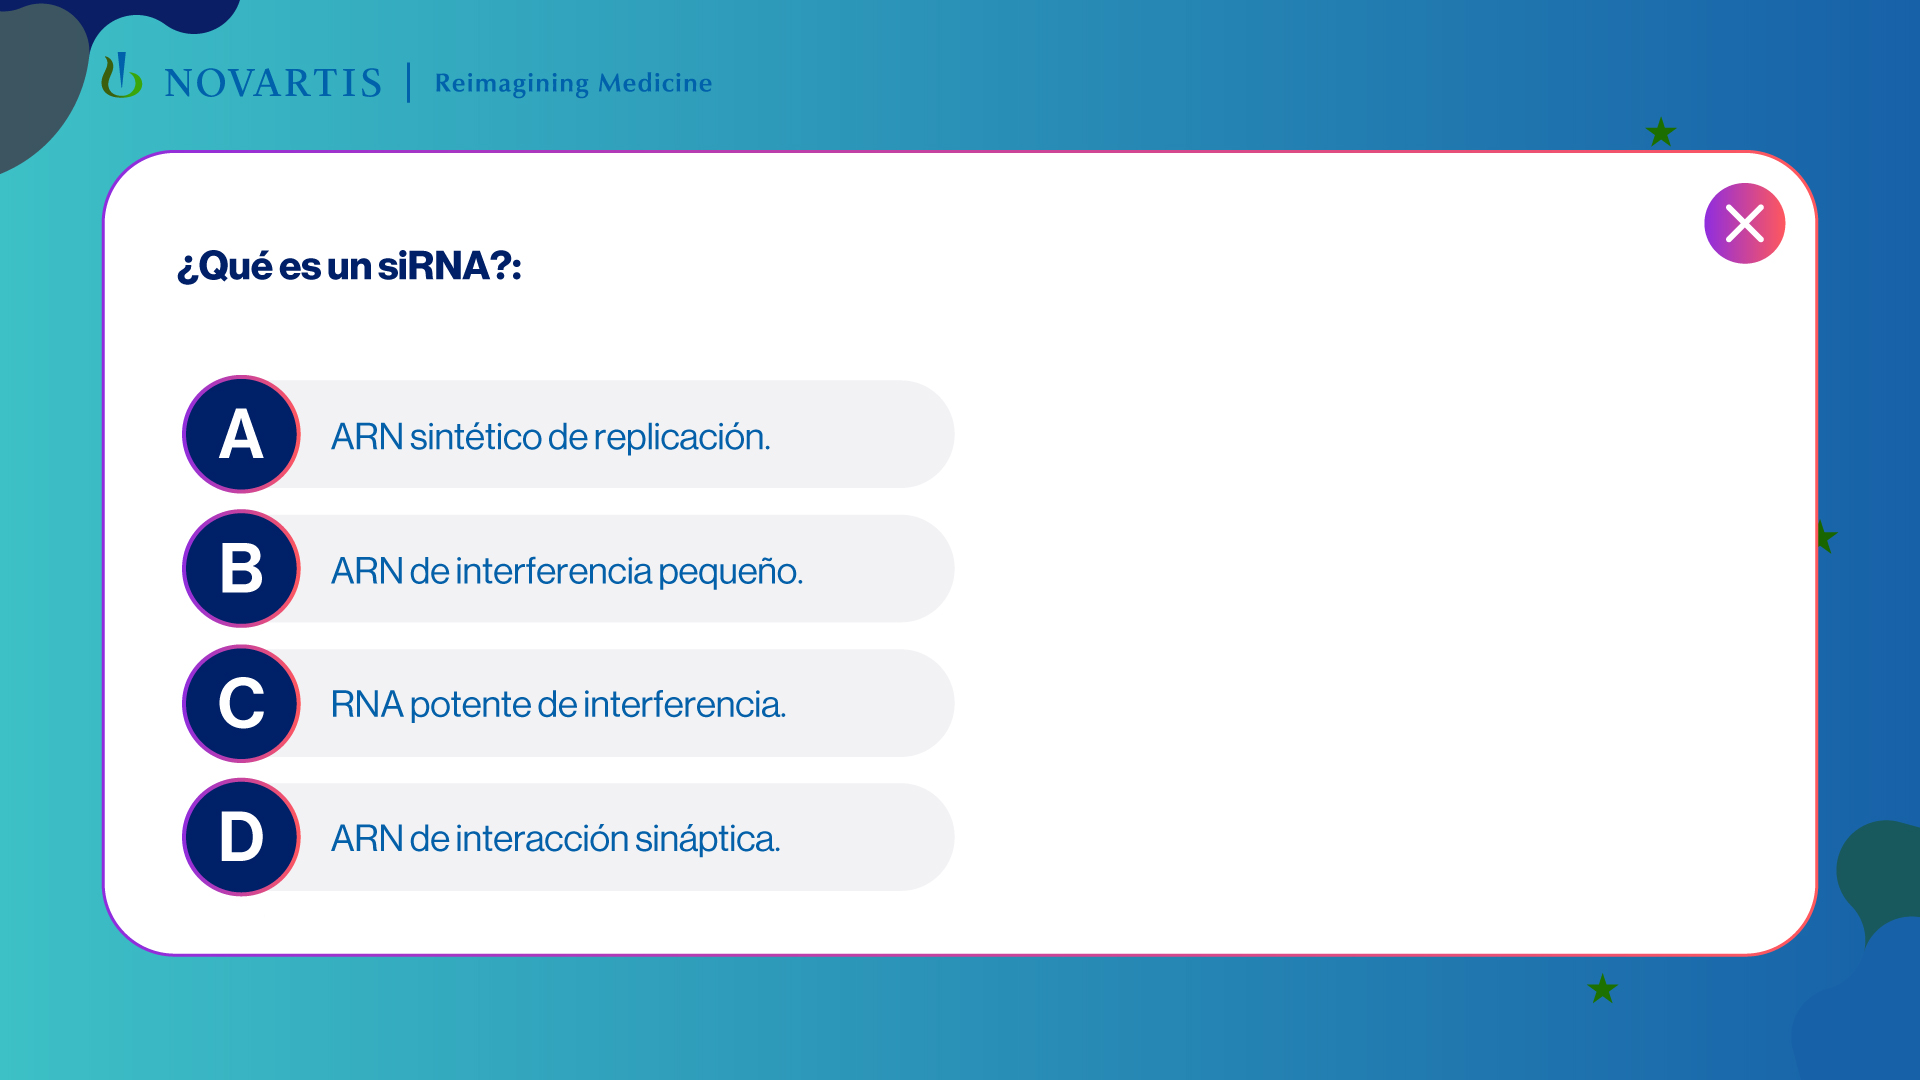 NOVARTIS | Reimagining Medicine
¿Qué es un siRNA?:
A ARN sintético de replicación.
B ARN de interferencia pequeño.
C RNA potente de interferencia.
D ARN de interacción sináptica.